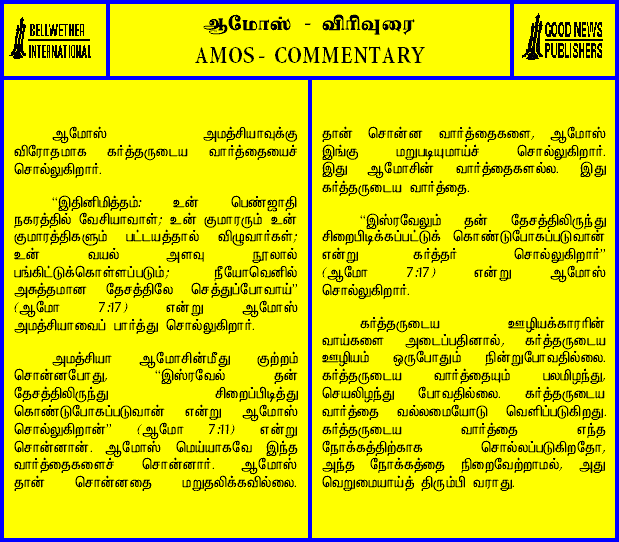 BELLWETHER
INTERNATIONAL
ஆமோஸ் - விரிவுரை
AMOS - COMMENTARY
GOOD NEWS
PUBLISHERS
ஆமோஸ் அமத்சியாவுக்கு
விரோதமாக கர்த்தருடைய வார்த்தையைச்
சொல்லுகிறார்.
“இதினிமித்தம்: உன் பெண்ஜாதி
நகரத்தில் வேசியாவாள்; உன் குமாரரும் உன்
குமாரத்திகளும் பட்டயத்தால் விழுவார்கள்;
உன் வயல் அளவு நூலால்
பங்கிட்டுக்கொள்ளப்படும்; நீயோவெனில்
அசுத்தமான தேசத்திலே செத்துப்போவாய்”
(ஆமோ 7:17) என்று ஆமோஸ்
அமத்சியாவைப் பார்த்து சொல்லுகிறார்.
அமத்சியா ஆமோசின்மீது குற்றம்
சொன்னபோது, “இஸ்ரவேல் தன்
தேசத்திலிருந்து சிறைப்பிடித்து
கொண்டுபோகப்படுவான் என்று ஆமோஸ்
சொல்லுகிறான்” (ஆமோ 7:11) என்று
சொன்னான். ஆமோஸ் மெய்யாகவே இந்த
வார்த்தைகளைச் சொன்னார். ஆமோஸ்
தான் சொன்னதை மறுதலிக்கவில்லை.
தான் சொன்ன வார்த்தைகளை, ஆமோஸ்
இங்கு மறுபடியுமாய்ச் சொல்லுகிறார்.
இது ஆமோசின் வார்த்தைகளல்ல. இது
கர்த்தருடைய வார்த்தை.
“இஸ்ரவேலும் தன் தேசத்திலிருந்து
சிறைபிடிக்கப்பட்டுக் கொண்டுபோகப்படுவான்
என்று கர்த்தர் சொல்லுகிறார்”
(ஆமோ 7:17) என்று ஆமோஸ்
சொல்லுகிறார்.
கர்த்தருடைய ஊழியக்காரரின்
வாய்களை அடைப்பதினால், கர்த்தருடைய
ஊழியம் ஒருபோதும் நின்றுபோவதில்லை.
கர்த்தருடைய வார்த்தையும் பலமிழந்து,
செயலிழந்து போவதில்லை. கர்த்தருடைய
வார்த்தை வல்லமையோடு வெளிப்படுகிறது.
கர்த்தருடைய வார்த்தை எந்த
நோக்கத்திற்காக சொல்லப்படுகிறதோ,
அந்த நோக்கத்தை நிறைவேற்றாமல், அது
வெறுமையாய்த் திரும்பி வராது.